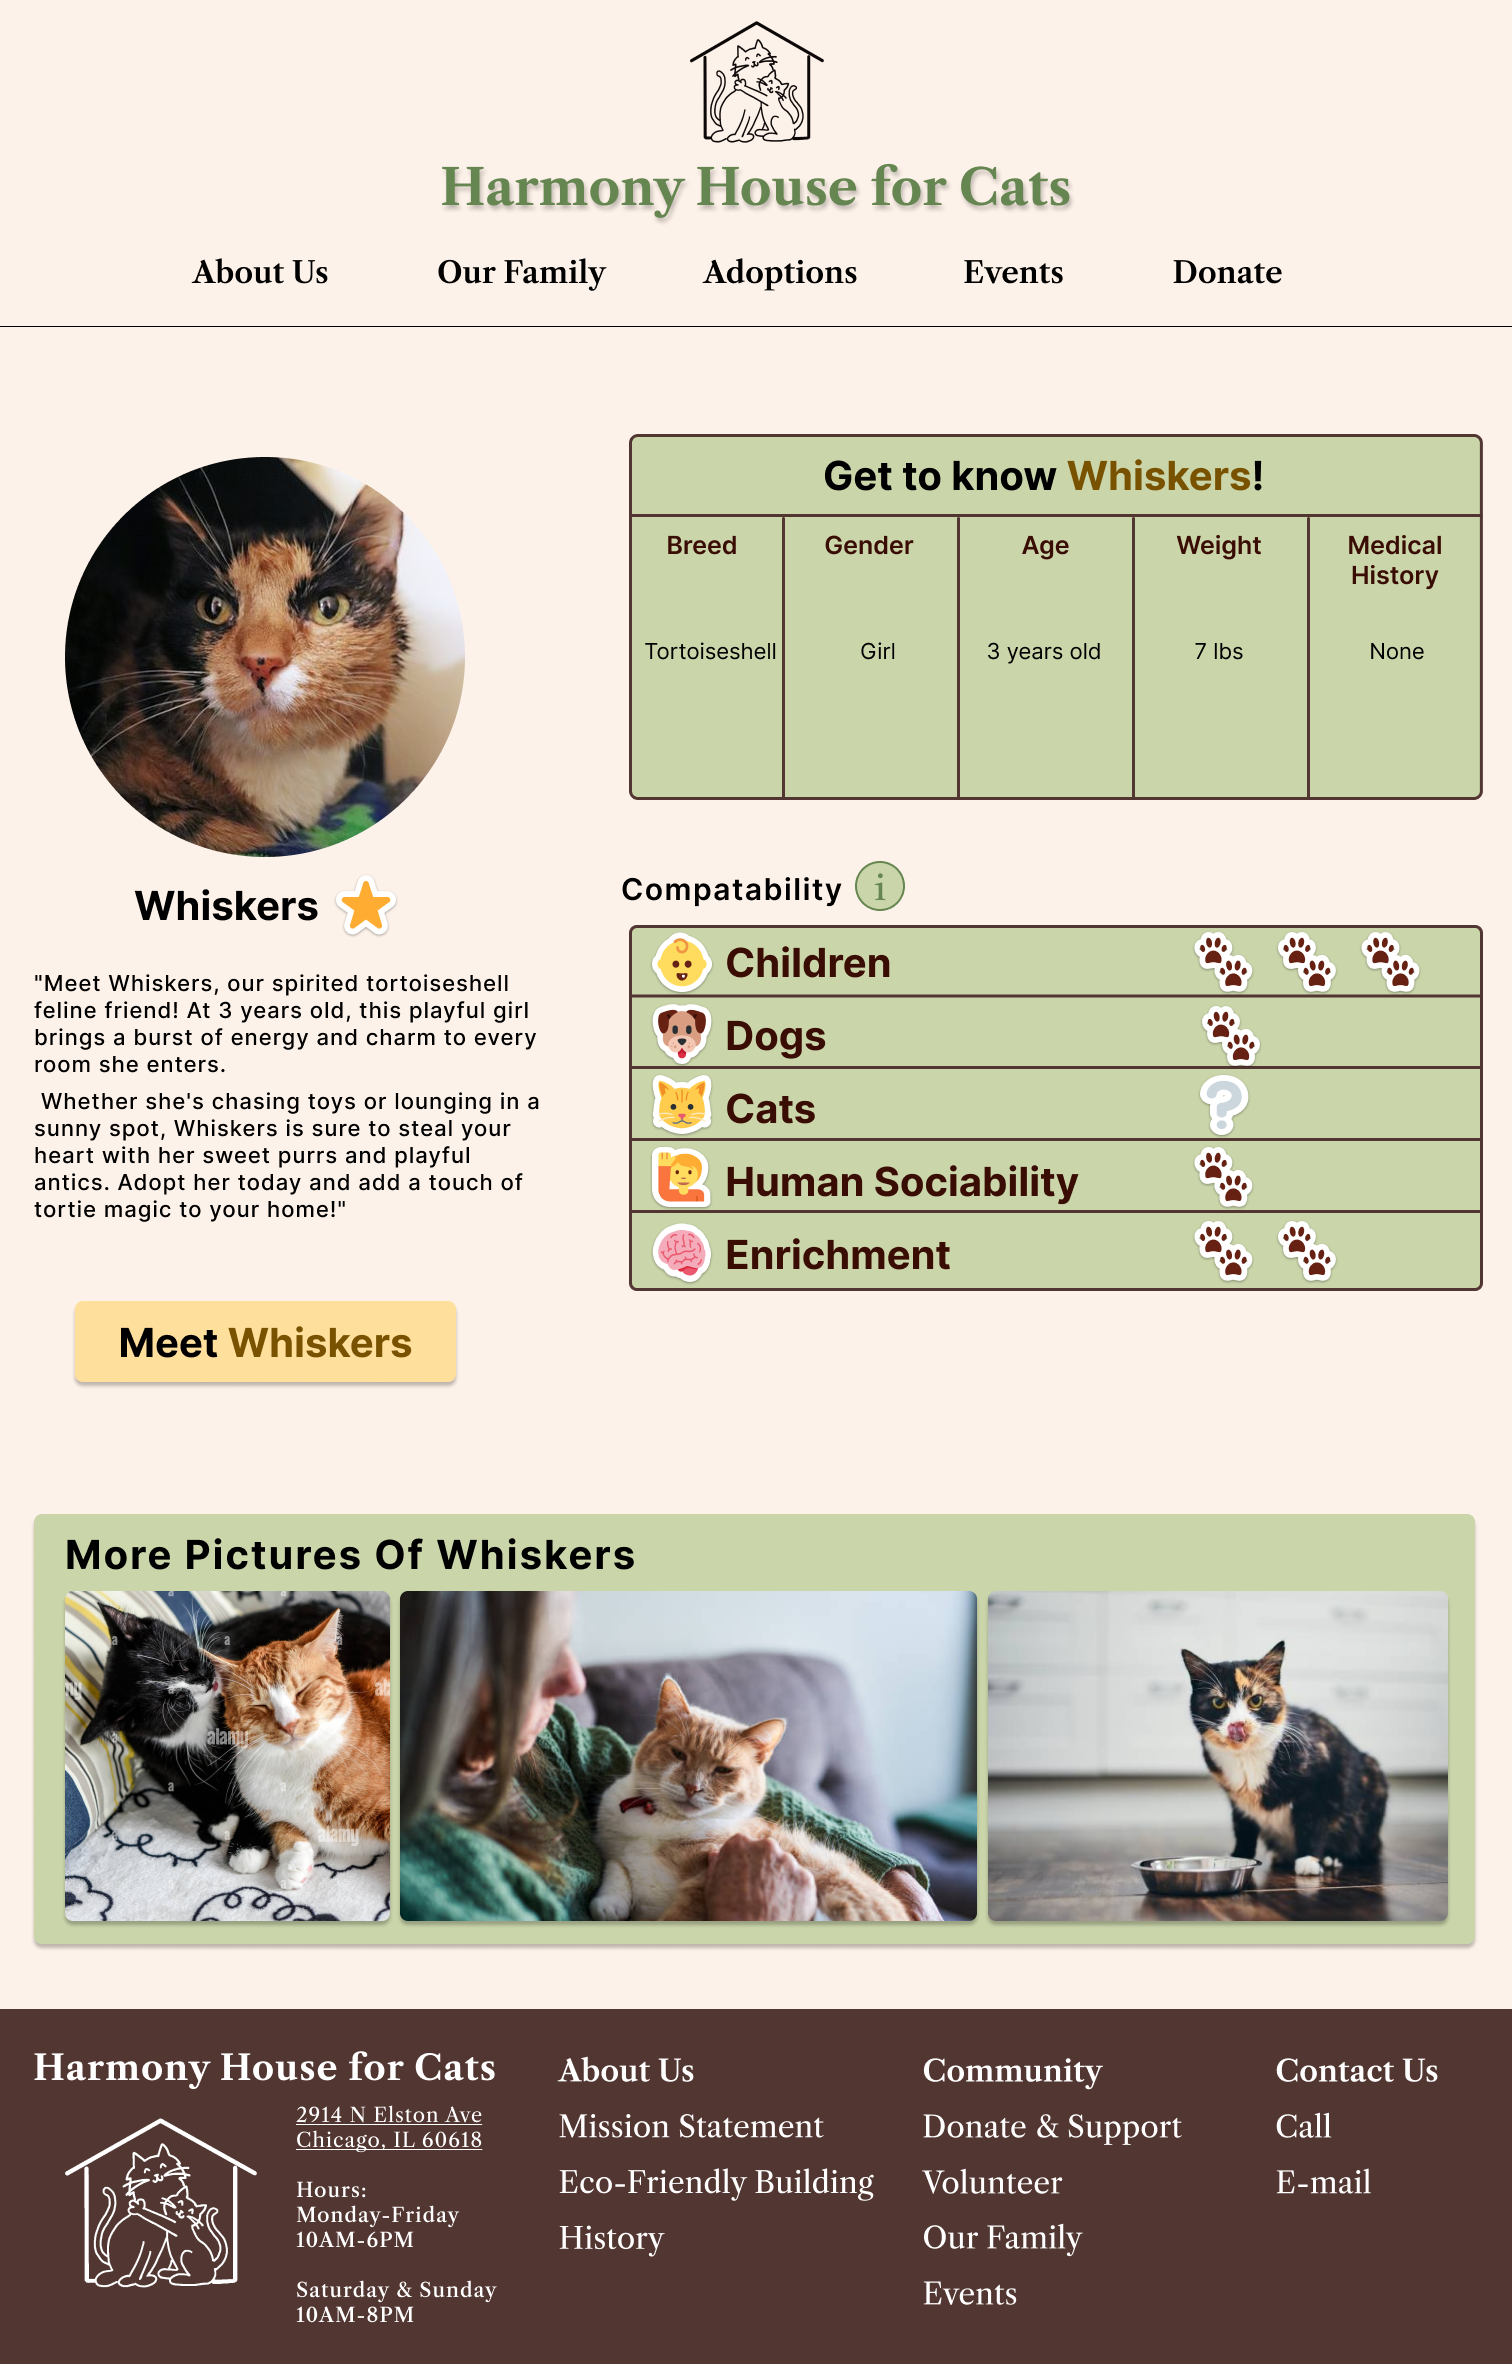 Harmony House for Cats
About Us
Our Family
Adoptions
Events
Donate
Whiskers
"Meet Whiskers, our spirited tortoiseshell
feline friend! At 3 years old, this playful girl
brings a burst of energy and charm to every
room she enters.
Whether she's chasing toys or lounging in a
sunny spot, Whiskers is sure to steal your
heart with her sweet purrs and playful
antics. Adopt her today and add a touch of
tortie magic to your home!"
Meet Whiskers
Get to know Whiskers!
Breed
Gender
Age
Weight
Medical
History
Tortoiseshell
Girl
3 years old
7 lbs
None
Compatability
i
Children
Dogs
Cats
?
Human Sociability
Enrichment
More Pictures Of Whiskers
a
a
a
a
my
al
a
alamy
a
a
a
alamy
Harmony House for Cats
2914 N Elston Ave
Chicago, IL 60618
Hours:
Monday-Friday
10AM-6PM
Saturday & Sunday
10AM-8PM
About Us
Mission Statement
Eco-Friendly Building
History
Community
Donate & Support
Volunteer
Our Family
Events
Contact Us
Call
E-mail